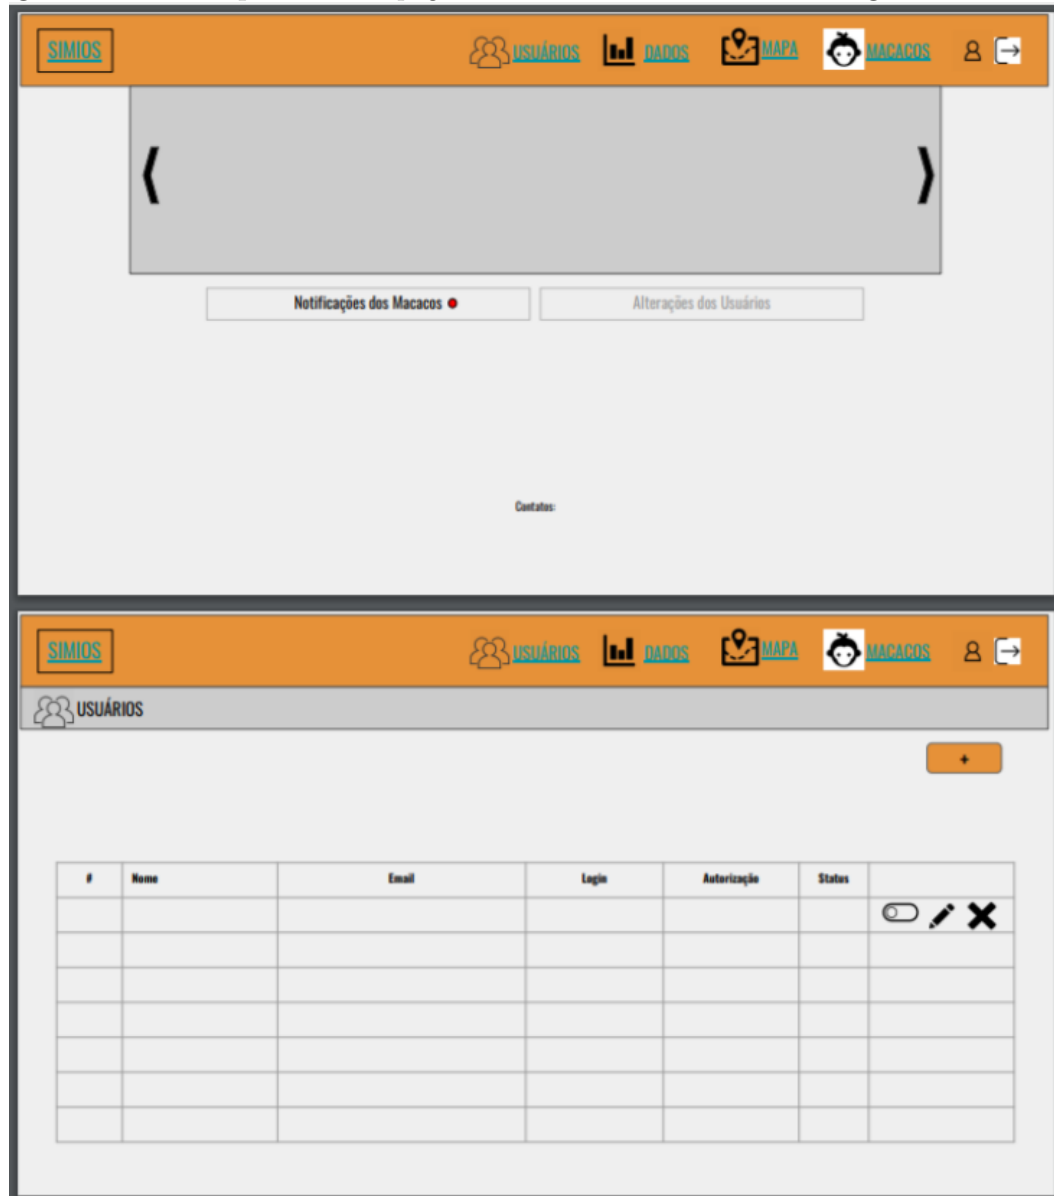 SIMIOS USUÁRIOS DADOS MAPA MACACOS
Notificações dos Macacos Alterações dos Usuários
Contatos:
SIMIOS USUÁRIOS DADOS MAPA MACACOS
USUÁRIOS
+
# Nome Email Login Autorização Status